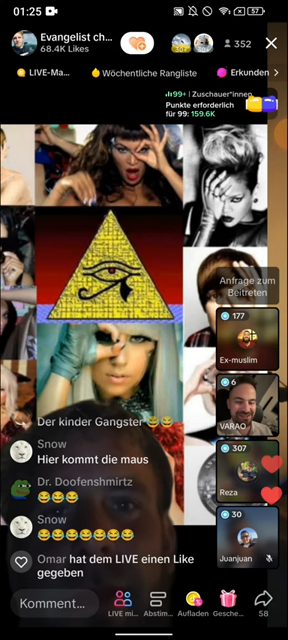 01:25
57
Evangelist ch...
68.4K Likes
352
LIVE-Ma...
Wöchentliche Rangliste
Erkunden
99+ | Zuschauer*innen
Punkte erforderlich
für 99: 159.6K
Anfrage zum
Beitreten
177
Ex-muslim
6
VARAO
307
Reza
30
Juanjuan
Der kinder Gangster 😂😂
Snow
Hier kommt die maus
Dr. Doofenshmirtz
😂😂😂
Snow
😂😂😂😂😂😂😂
Omar hat dem LIVE einen Like
gegeben
Komment...
LIVE mi...
Abstim...
Aufladen
Gesche...
58